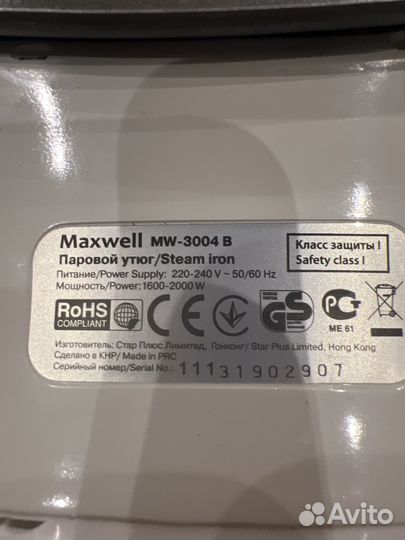 Maxwell MW-3004 B
Паровой утюг/Steam iron
Класс защиты I
Safety class I
Питание/Power Supply: 220-240 V ~ 50/60 Hz
Мощность/Power:1600-2000 W
RoHS
COMPLIANT
CE
GS
РСТ
ME 61
Изготовитель: Стар Плюс Лимитед, Гонконг/ Star Plus Limited, Hong Kong
Сделано в КНР/ Made in PRC
Серийный номер/Serial No.: 11131902907
Avito